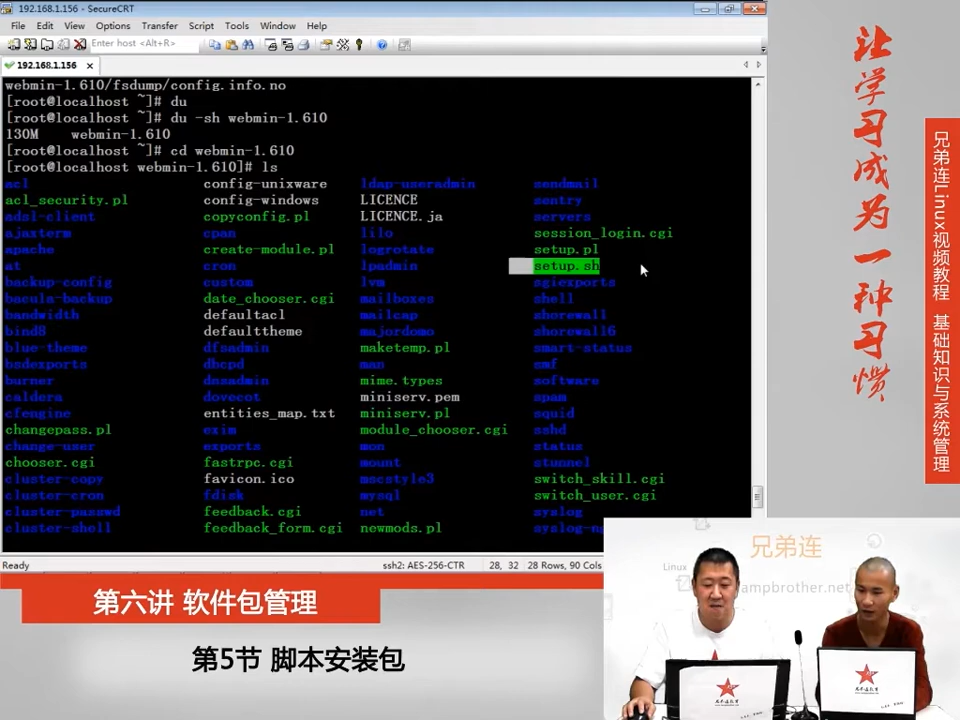 192.168.1.156 - SecureCRT
File Edit View Options Transfer Script Tools Window Help
Enter host <Alt+R>
192.168.1.156
webmin-1.610/fsdump/config.info.no
[root@localhost ~]# du
[root@localhost ~]# du -sh webmin-1.610
130M webmin-1.610
[root@localhost ~]# cd webmin-1.610
[root@localhost webmin-1.610]# ls
acl config-unixware ldap-useradmin sendmail
acl_security.pl config-windows LICENCE sentry
adsl-client copyconfig.pl LICENCE.ja servers
ajaxterm cpan lilo session_login.cgi
apache create-module.pl logrotate setup.pl
at cron lpadmin setup.sh
backup-config custom lvm sgiexports
bacula-backup date_chooser.cgi mailboxes shell
bandwidth defaultacl mailcap shorewall
bind8 defaulttheme majordomo shorewall6
blue-theme dfsadmin maketemp.pl smart-status
bsdexports dhcpd man smf
burner dnsadmin mime.types software
caldera dovecot miniserv.pem spam
cfengine entities_map.txt miniserv.pl squid
changepass.pl exim module_chooser.cgi sshd
change-user exports mon status
chooser.cgi fastrpc.cgi mount stunnel
cluster-copy favicon.ico mscstyle3 switch_skill.cgi
cluster-cron fdisk mysql switch_user.cgi
cluster-passwd feedback.cgi net syslog
cluster-shell feedback_form.cgi newmods.pl syslog-n
Ready ssh2: AES-256-CTR 28, 32 28 Rows, 90 Cols
让学习成为一种习惯
兄弟连Linux视频教程 基础知识与系统管理
第六讲 软件包管理
第5节 脚本安装包
兄弟连
Linux
ampbrother.net